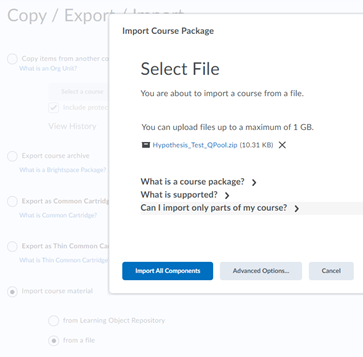 Copy / Export / Import
Import Course Package
Copy items from another co
What is an Org Unit?
Select File
You are about to import a course from a file.
Select a course
Include protec
View History
You can upload files up to a maximum of 1 GB.
Hypothesis_Test_QPool.zip (10.31 KB)
Export course archive
What is a Brightspace Package?
What is a course package?
What is supported?
Can I import only parts of my course?
Export as Common Cartridg
What is Common Cartridge?
Export as Thin Common Car
What is Thin Common Cartridg
Import All Components
Advanced Options...
Cancel
Import course material
from Learning Object Repository
from a file